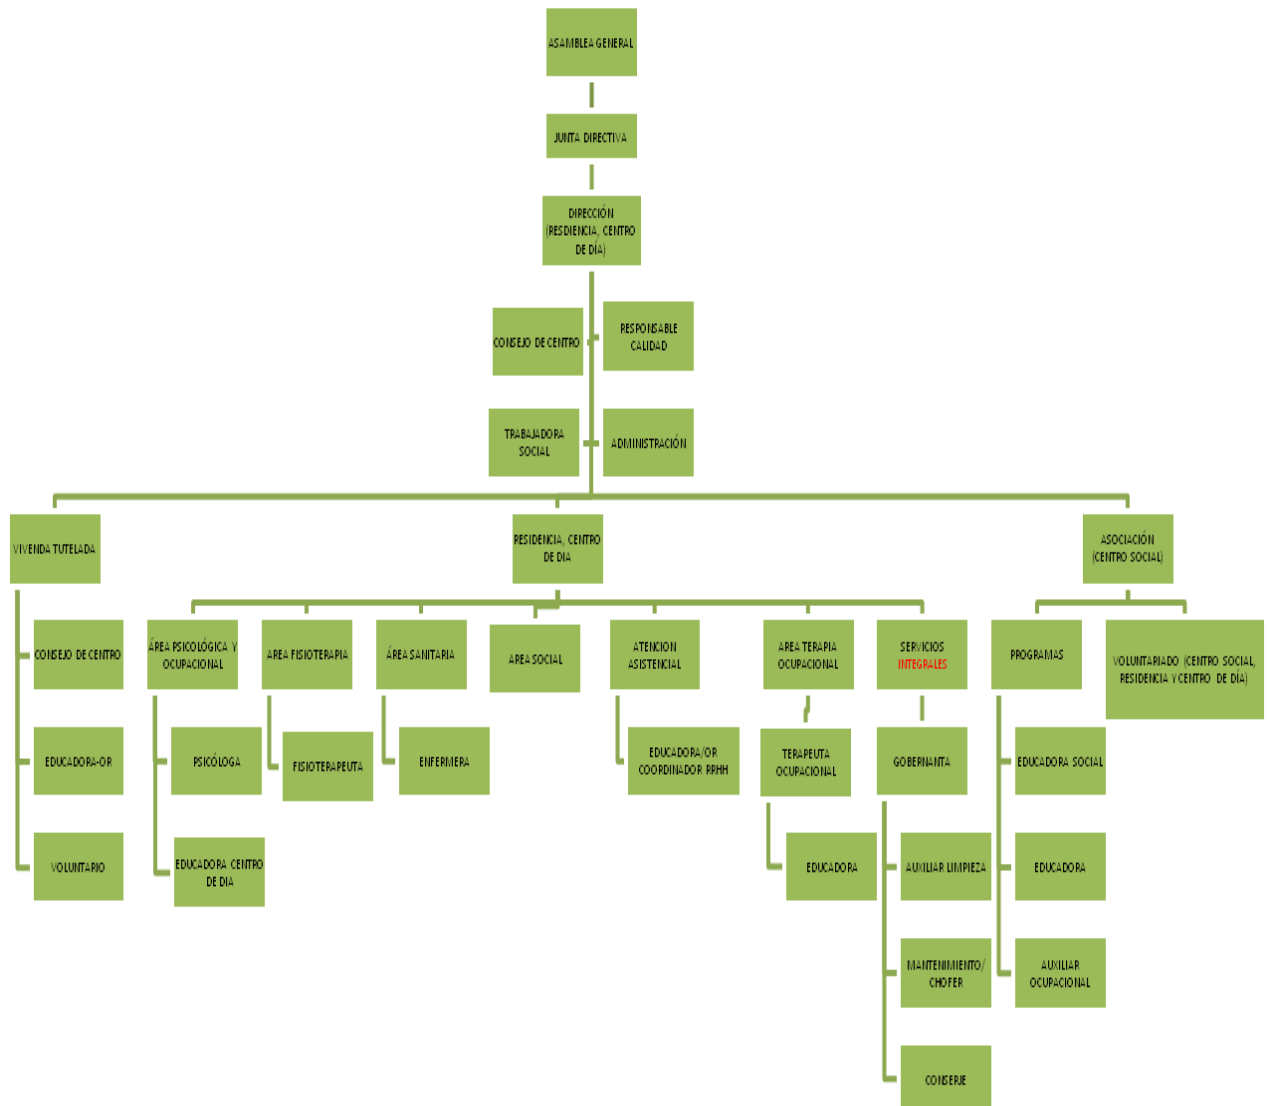 ASAMBLEA GENERAL
JUNTA DIRECTIVA
DIRECCIÓN
(RESDIENCIA, CENTRO
DE DÍA)
CONSEJO DE CENTRO
RESPONSABLE
CALIDAD
TRABAJADORA
SOCIAL
ADMINISTRACIÓN
VIVENDA TUTELADA
RESIDENCIA, CENTRO
DE DIA
ASOCIACIÓN
(CENTRO SOCIAL)
CONSEJO DE CENTRO
ÁREA PSICOLÓGICA Y
OCUPACIONAL
AREA FISIOTERAPIA
ÁREA SANITARIA
AREA SOCIAL
ATENCION
ASISTENCIAL
AREA TERAPIA
OCUPACIONAL
SERVICIOS
INTEGRALES
PROGRAMAS
VOLUNTARIADO (CENTRO SOCIAL,
RESIDENCIA Y CENTRO DE DÍA)
EDUCADORA-OR
PSICÓLOGA
FISIOTERAPEUTA
ENFERMERA
EDUCADORA/OR
COORDINADOR RRHH
TERAPEUTA
OCUPACIONAL
GOBERNANTA
EDUCADORA SOCIAL
VOLUNTARIO
EDUCADORA CENTRO
DE DIA
EDUCADORA
AUXILIAR LIMPIEZA
EDUCADORA
MANTENIMIENTO/
CHOFER
AUXILIAR
OCUPACIONAL
CONSERJE